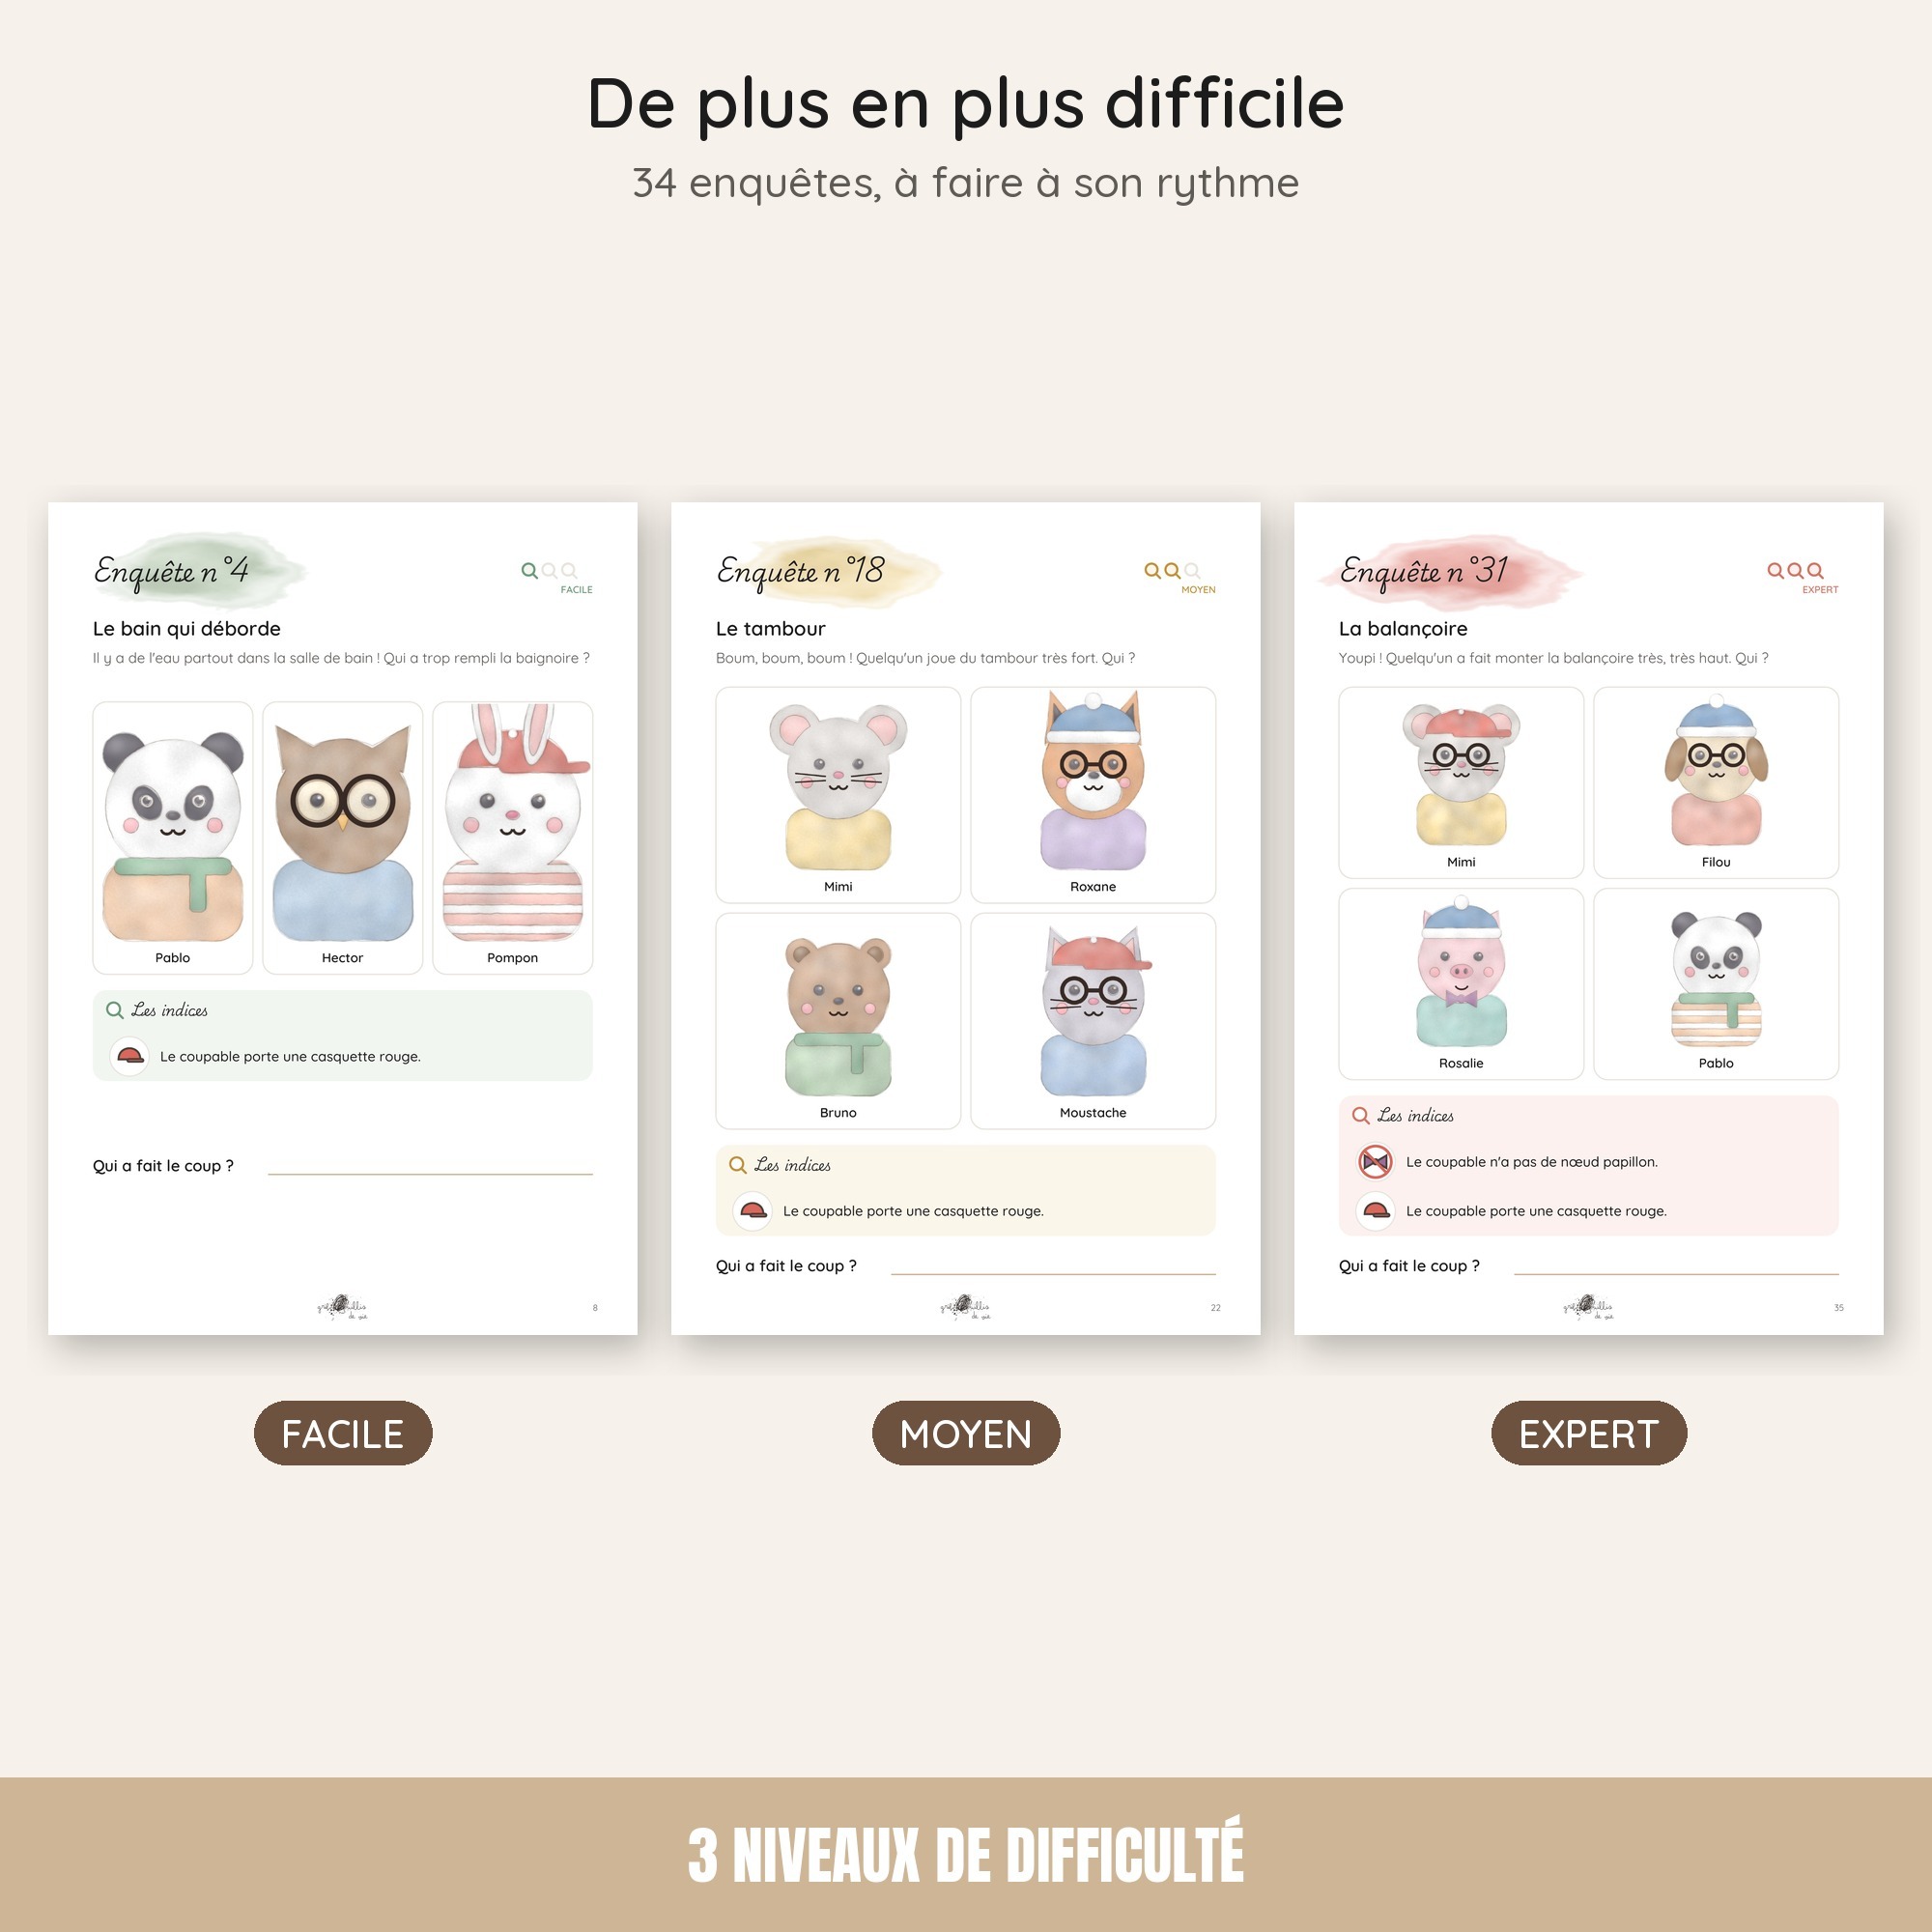 De plus en plus difficile
34 enquêtes, à faire à son rythme
Enquête n°4
FACILE
Le bain qui déborde
Il y a de l'eau partout dans la salle de bain ! Qui a trop rempli la baignoire ?
Pablo
Hector
Pompon
Les indices
Le coupable porte une casquette rouge.
Qui a fait le coup ?
8
Enquête n°18
MOYEN
Le tambour
Boum, boum, boum ! Quelqu'un joue du tambour très fort. Qui ?
Mimi
Roxane
Bruno
Moustache
Les indices
Le coupable porte une casquette rouge.
Qui a fait le coup ?
22
Enquête n°31
EXPERT
La balançoire
Youpi ! Quelqu'un a fait monter la balançoire très, très haut. Qui ?
Mimi
Filou
Rosalie
Pablo
Les indices
Le coupable n'a pas de nœud papillon.
Le coupable porte une casquette rouge.
Qui a fait le coup ?
35
FACILE
MOYEN
EXPERT
3 NIVEAUX DE DIFFICULTÉ